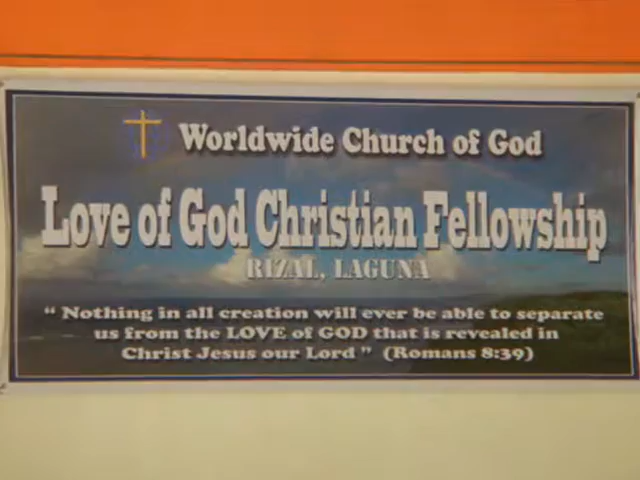 Worldwide Church of God
Love of God Christian Fellowship
RIZAL, LAGUNA
“ Nothing in all creation will ever be able to separate
us from the LOVE of GOD that is revealed in
Christ Jesus our Lord ” (Romans 8:39)